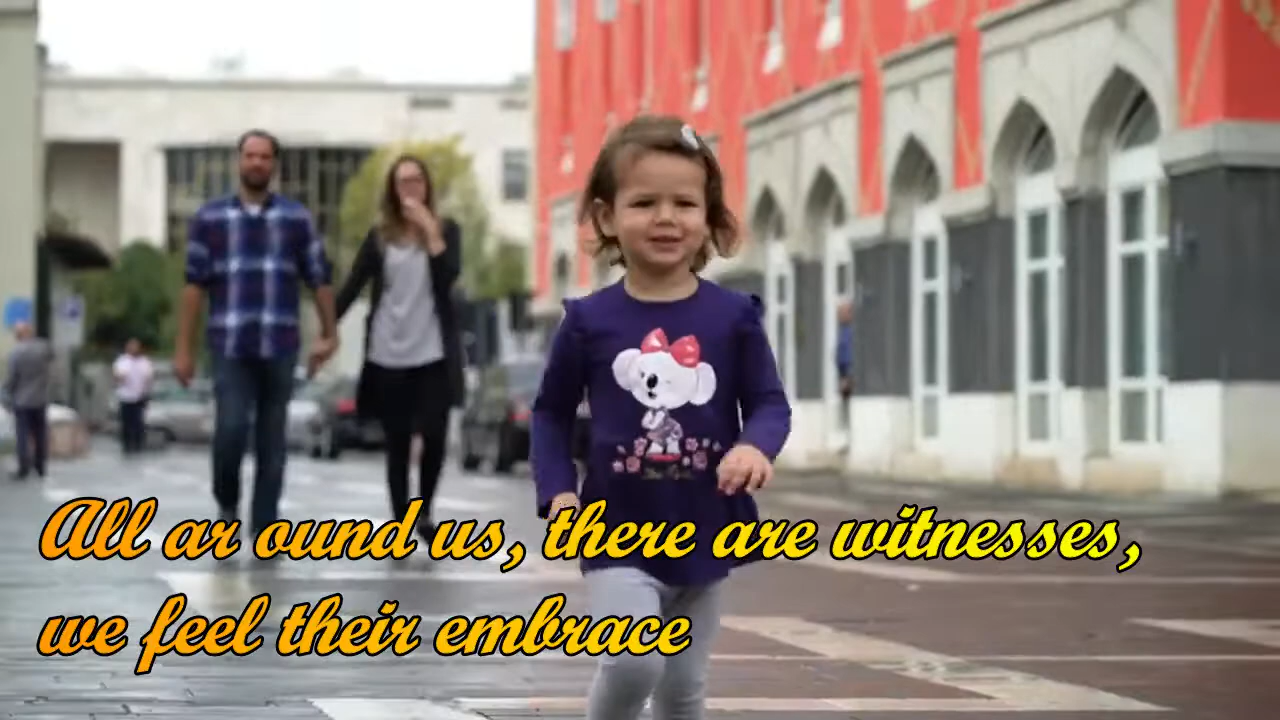 All ar ound us, there are witnesses,
we feel their embrace